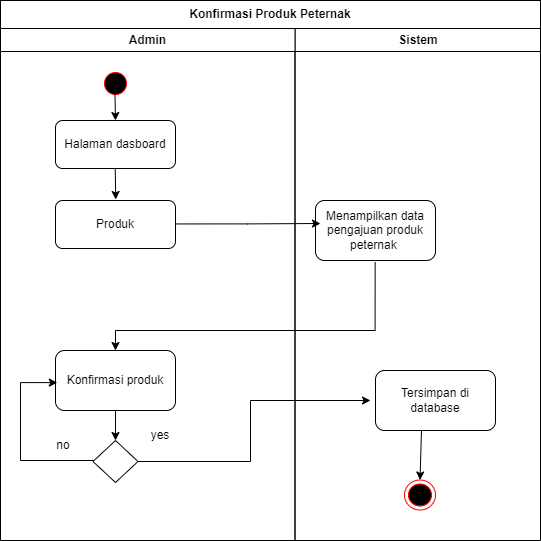 Konfirmasi Produk Peternak
Admin
Sistem
Halaman dasboard
Produk
Menampilkan data
pengajuan produk
peternak
Konfirmasi produk
Tersimpan di
database
no
yes